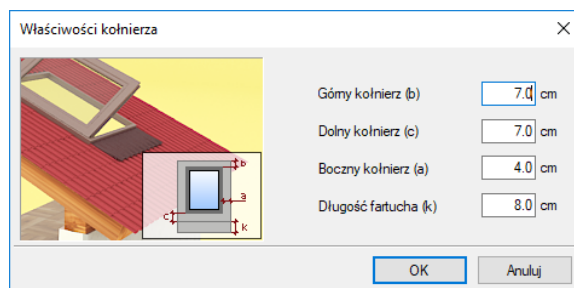 Właściwości kołnierza
Górny kołnierz (b) 7.0 cm
Dolny kołnierz (c) 7.0 cm
Boczny kołnierz (a) 4.0 cm
Długość fartucha (k) 8.0 cm
b
a
c
k
OK Anuluj